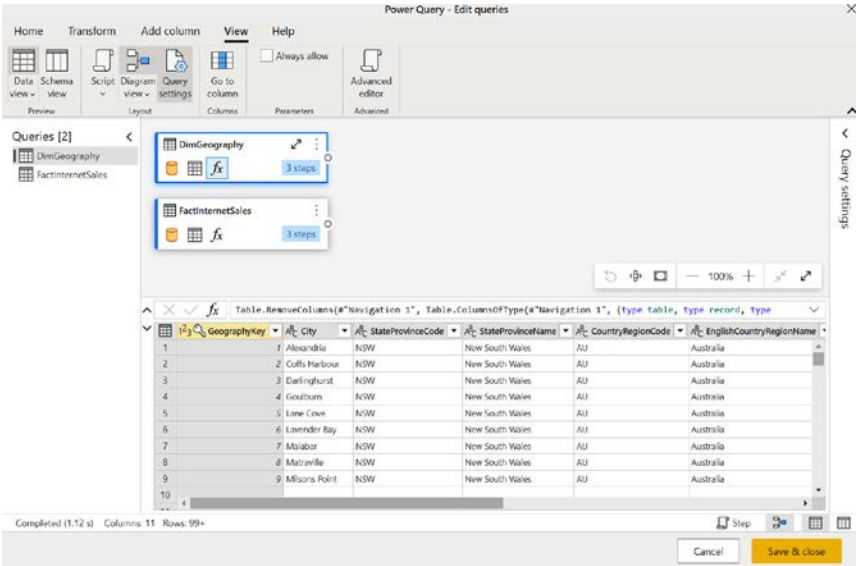 Power Query - Edit queries
Home Transform Add column View Help
Always allow
Data view Schema view Script Diagram view Query settings Go to column Advanced editor
Preview Layout Columns Parameters Advanced
Queries [2]
DimGeography
FactInternetSales
DimGeography
fx 3 steps
FactInternetSales
fx 3 steps
Query settings
100%
fx Table.RemoveColumns(#"Navigation 1", Table.ColumnsOfType(#"Navigation 1", {type table, type record, type
GeographyKey City StateProvinceCode StateProvinceName CountryRegionCode EnglishCountryRegionName
1 1 Alexandria NSW New South Wales AU Australia
2 2 Coffs Harbour NSW New South Wales AU Australia
3 3 Darlinghurst NSW New South Wales AU Australia
4 4 Goulburn NSW New South Wales AU Australia
5 5 Lane Cove NSW New South Wales AU Australia
6 6 Lavender Bay NSW New South Wales AU Australia
7 7 Malabar NSW New South Wales AU Australia
8 8 Matraville NSW New South Wales AU Australia
9 9 Milsons Point NSW New South Wales AU Australia
10
Completed (1.12 s) Columns: 11 Rows: 99+ Step
Cancel Save & close